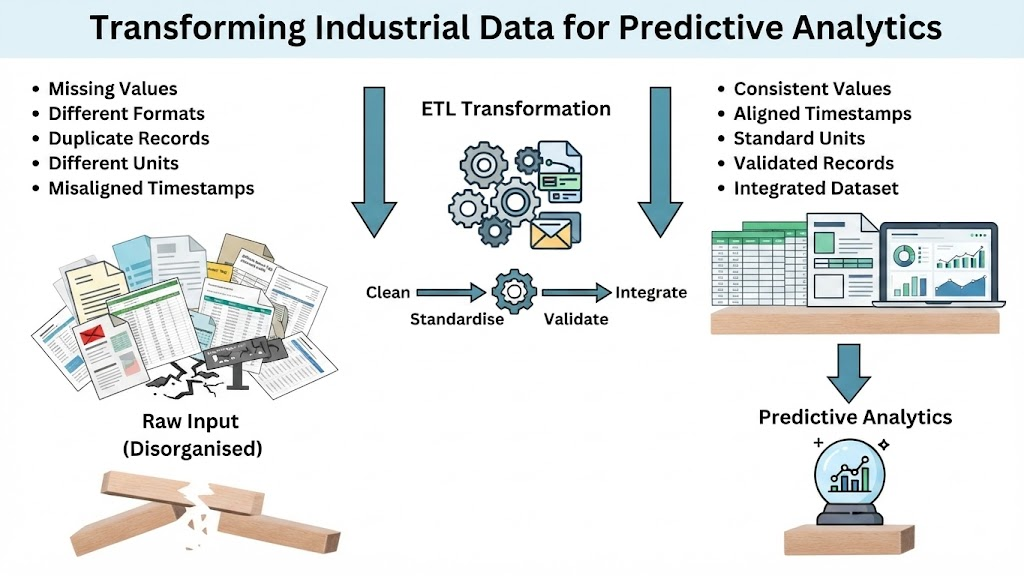 Transforming Industrial Data for Predictive Analytics
• Missing Values
• Different Formats
• Duplicate Records
• Different Units
• Misaligned Timestamps
Raw Input
(Disorganised)
ETL Transformation
Clean
Standardise
Validate
Integrate
• Consistent Values
• Aligned Timestamps
• Standard Units
• Validated Records
• Integrated Dataset
Predictive Analytics